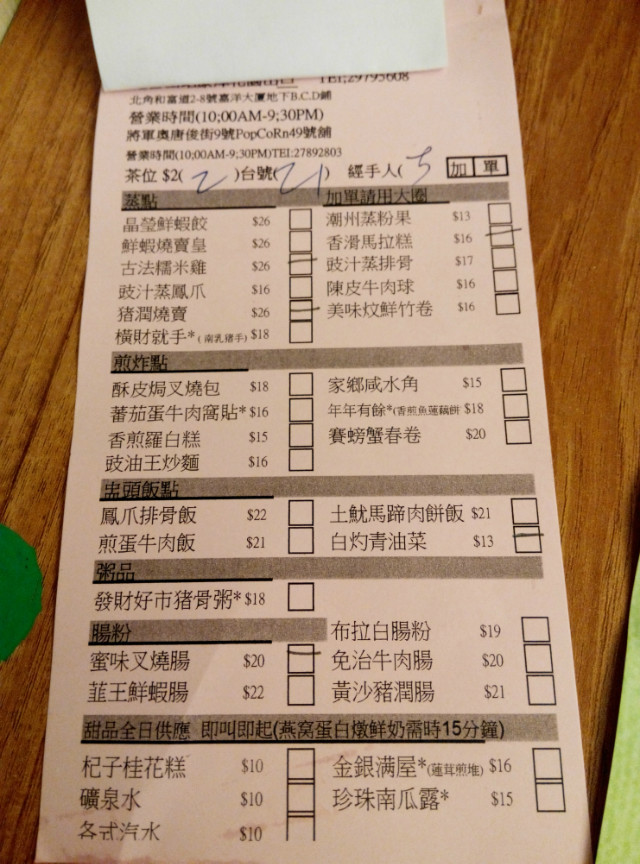 TEl;29795608
北角和富道2-8號嘉洋大厦地下B.C.D鋪
營業時間(10;00AM-9;30PM)
將軍奥唐俊街9號PopCoRn49號舖
營業時間(10;00AM-9;30PM)TEI:27892803
茶位 $2( 2 )台號( 21 ) 經手人( 5 加 單
蒸點 加單請用大圈
晶瑩鮮蝦餃 $26 潮州蒸粉果 $13
鮮蝦燒賣皇 $26 香滑馬拉糕 $16
古法糯米雞 $26 豉汁蒸排骨 $17
豉汁蒸鳳爪 $16 陳皮牛肉球 $16
猪潤燒賣 $26 美味炆鮮竹卷 $16
橫財就手*(南乳猪手) $18
煎炸點
酥皮焗叉燒包 $18 家鄉咸水角 $15
蕃茄蛋牛肉窩貼* $16 年年有餘*(香煎魚蓮藕餅 $18
香煎羅白糕 $15 賽螃蟹春卷 $20
豉油王炒麵 $16
盅頭飯點
鳳爪排骨飯 $22 土魷馬蹄肉餅飯 $21
煎蛋牛肉飯 $21 白灼青油菜 $13
粥品
發財好市猪骨粥* $18
腸粉 布拉白腸粉 $19
蜜味叉燒腸 $20 免治牛肉腸 $20
韮王鮮蝦腸 $22 黃沙豬潤腸 $21
甜品全日供應 即叫即起(燕窩蛋白燉鮮奶需時15分鐘)
杞子桂花糕 $10 金銀满屋*(蓮茸煎堆) $16
礦泉水 $10 珍珠南瓜露* $15
各式汽水 $10